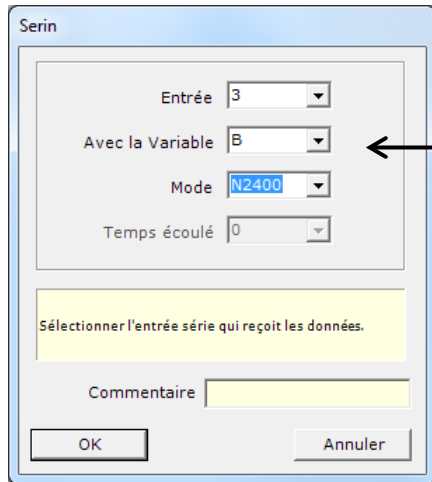 Serin
Entrée 3
Avec la Variable B
Mode N2400
Temps écoulé 0
Sélectionner l'entrée série qui reçoit les données.
Commentaire
OK Annuler